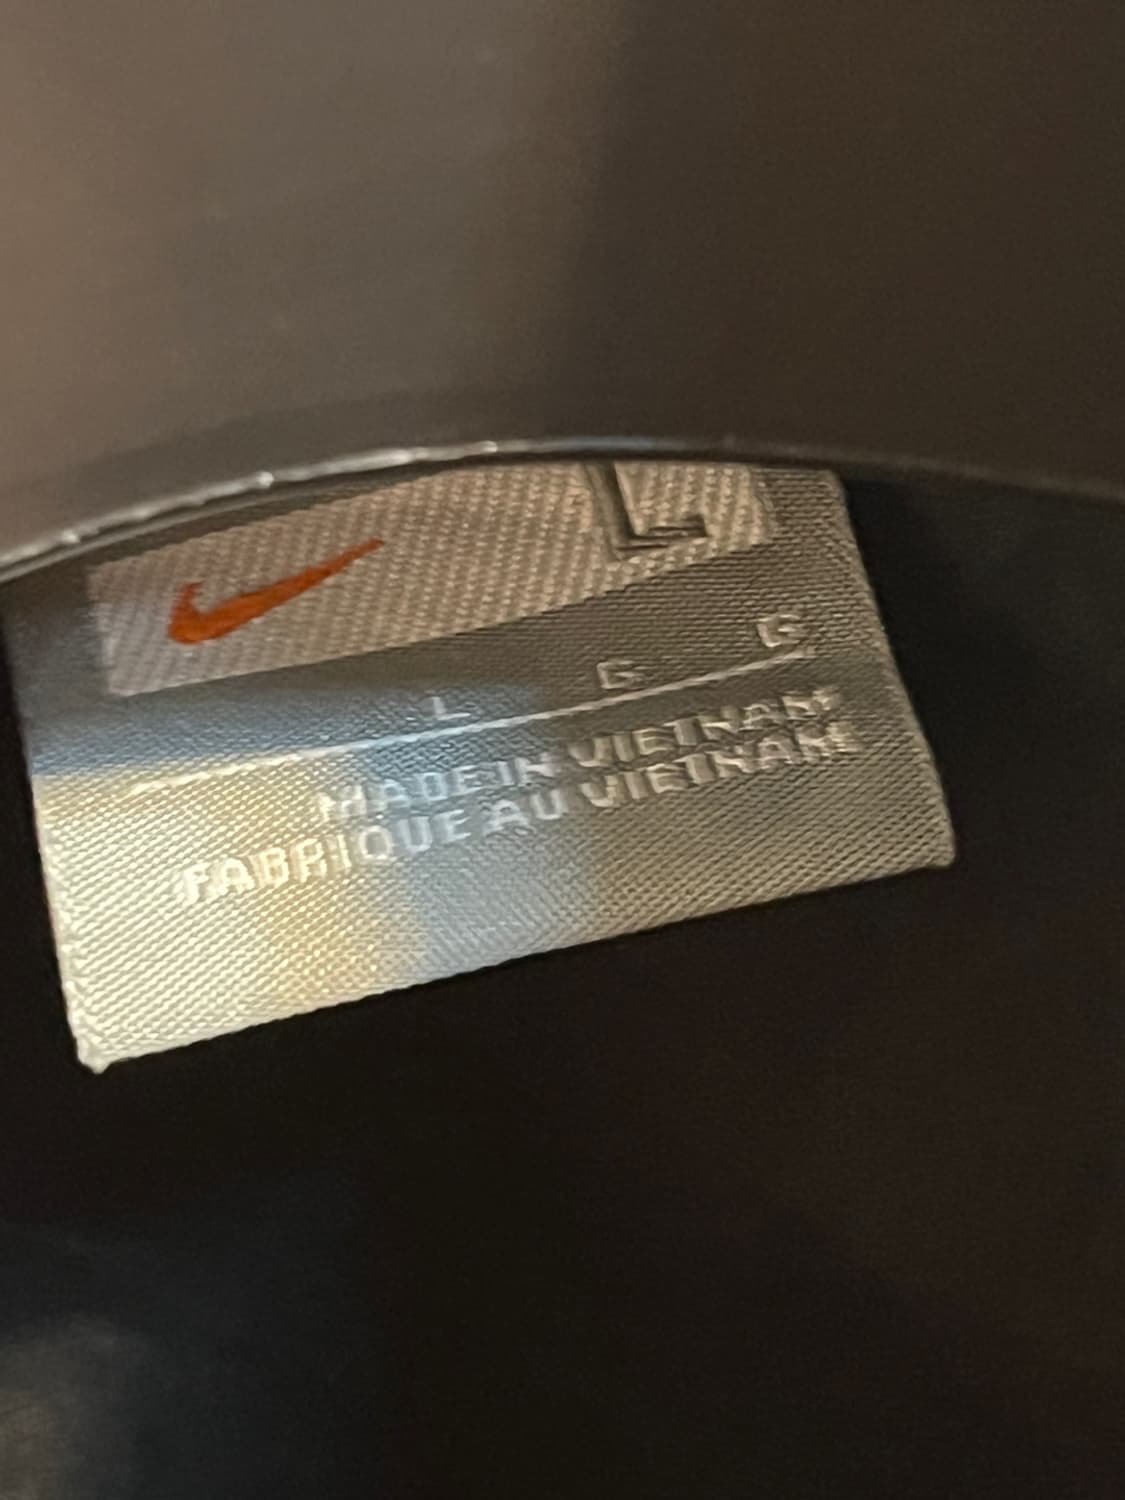 L
L G G
MADE IN VIETNAM
FABRIQUE AU VIETNAM